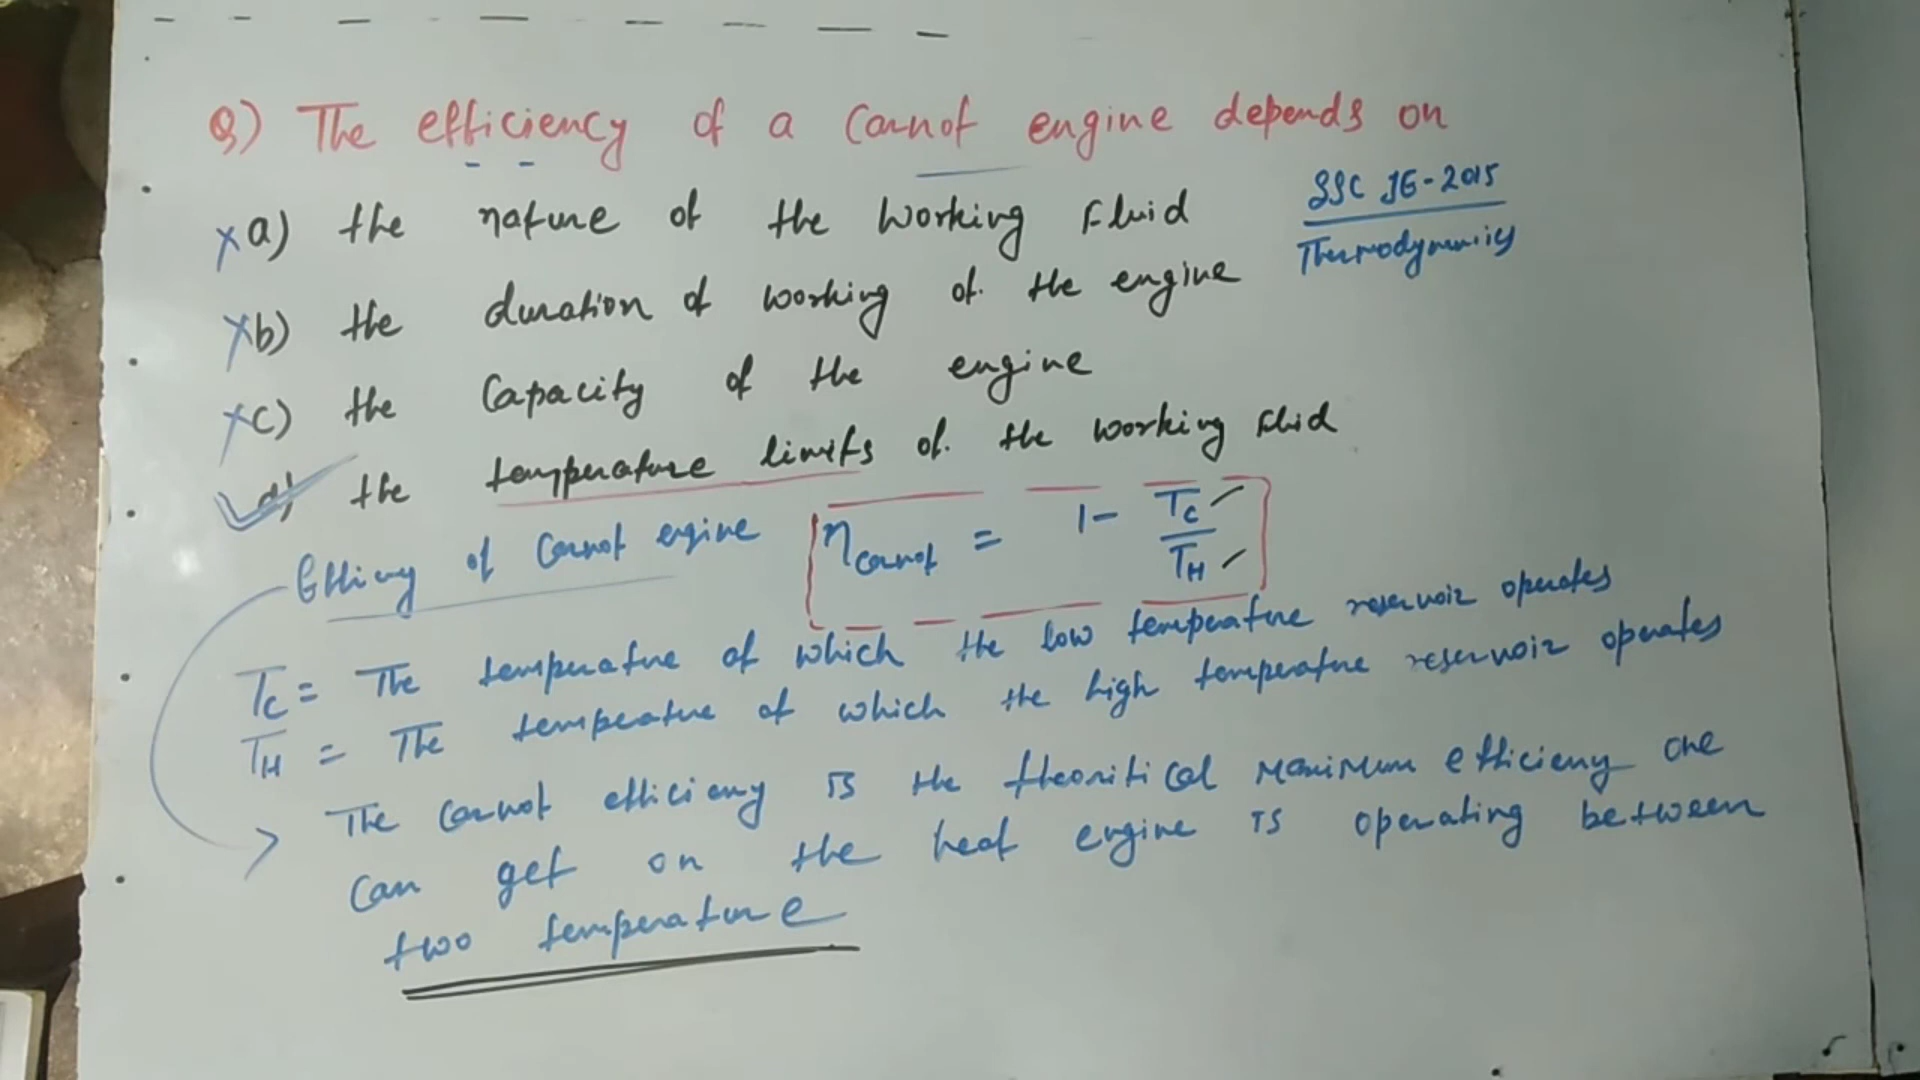 Q) The efficiency of a Carnot engine depends on
SSC JE-2015
Thermodynamics
a) the nature of the working fluid
b) the duration of working of the engine
c) the capacity of the engine
d) the temperature limits of the working fluid
Efficiency of Carnot engine η carnot = 1 - TC / TH
TC = The temperature of which the low temperature reservoir operates
TH = The temperature of which the high temperature reservoir operates
The Carnot efficiency is the theoritical maximum efficieny one
can get on the heat engine is operating between
two temperature